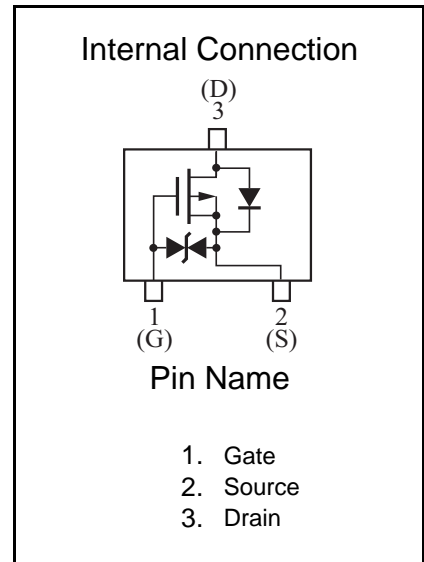 Internal Connection
(D)
3
1 2
(G) (S)
Pin Name
1. Gate
2. Source
3. Drain